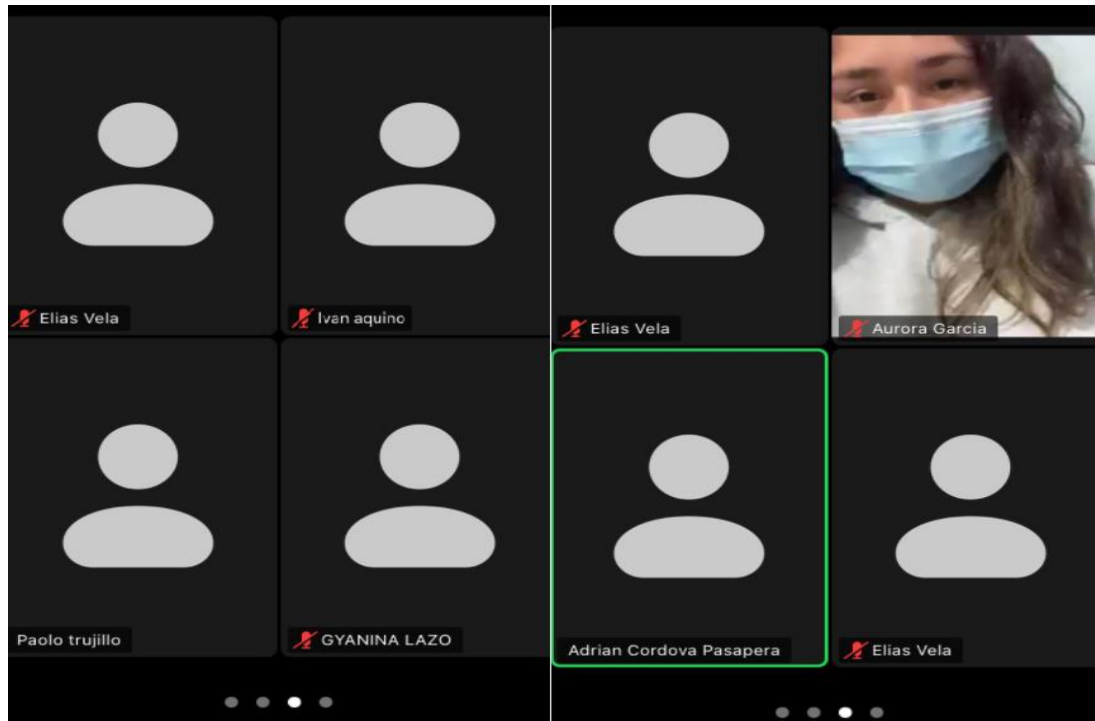 Elias Vela
Ivan aquino
Paolo trujillo
GYANINA LAZO
Elias Vela
Aurora Garcia
Adrian Cordova Pasapera
Elias Vela